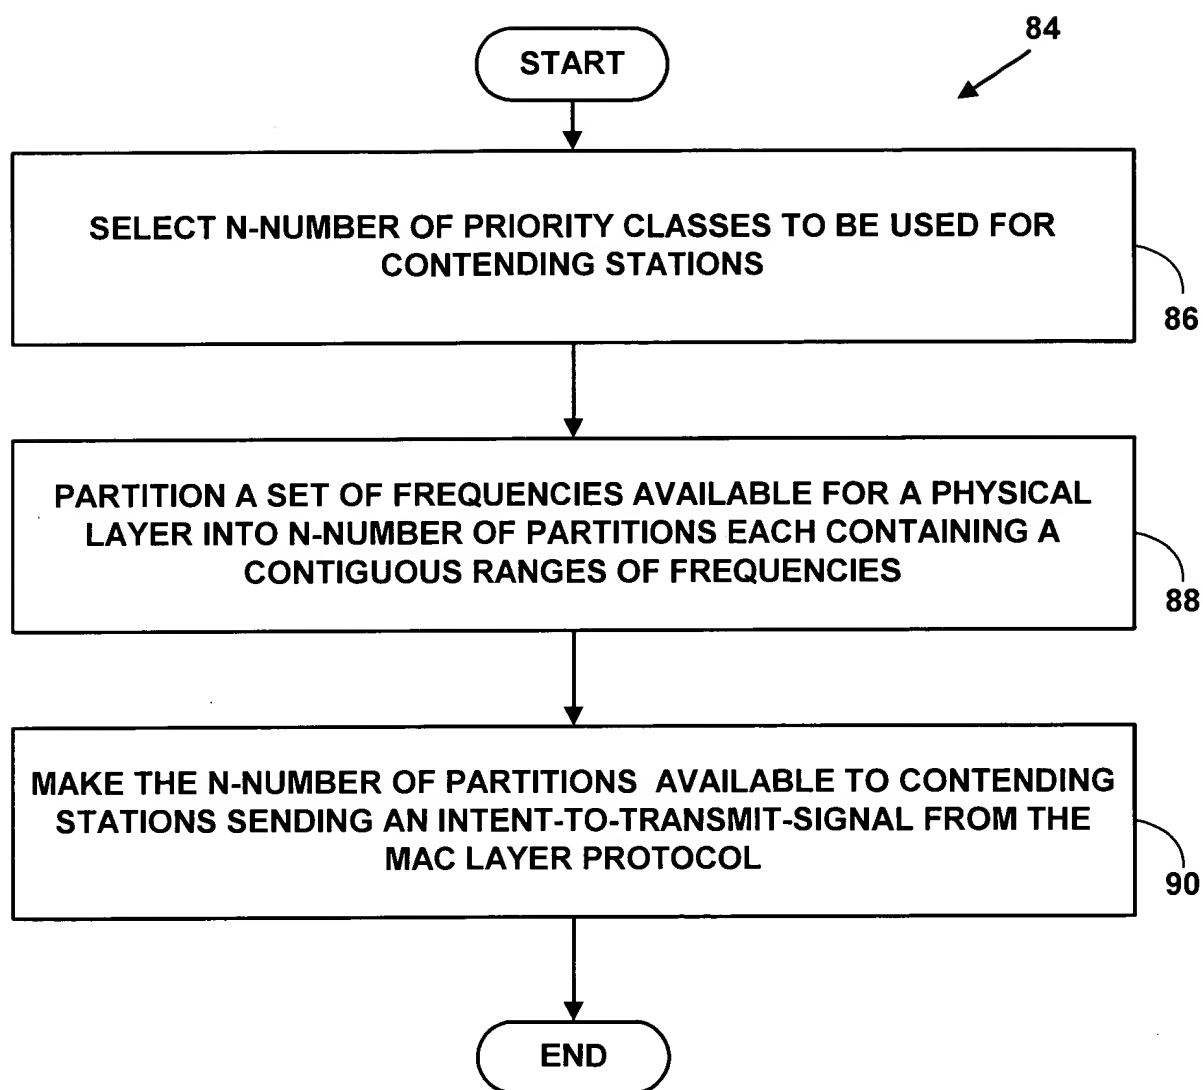 84
START
SELECT N-NUMBER OF PRIORITY CLASSES TO BE USED FOR
CONTENDING STATIONS
86
PARTITION A SET OF FREQUENCIES AVAILABLE FOR A PHYSICAL
LAYER INTO N-NUMBER OF PARTITIONS EACH CONTAINING A
CONTIGUOUS RANGES OF FREQUENCIES
88
MAKE THE N-NUMBER OF PARTITIONS AVAILABLE TO CONTENDING
STATIONS SENDING AN INTENT-TO-TRANSMIT-SIGNAL FROM THE
MAC LAYER PROTOCOL
90
END